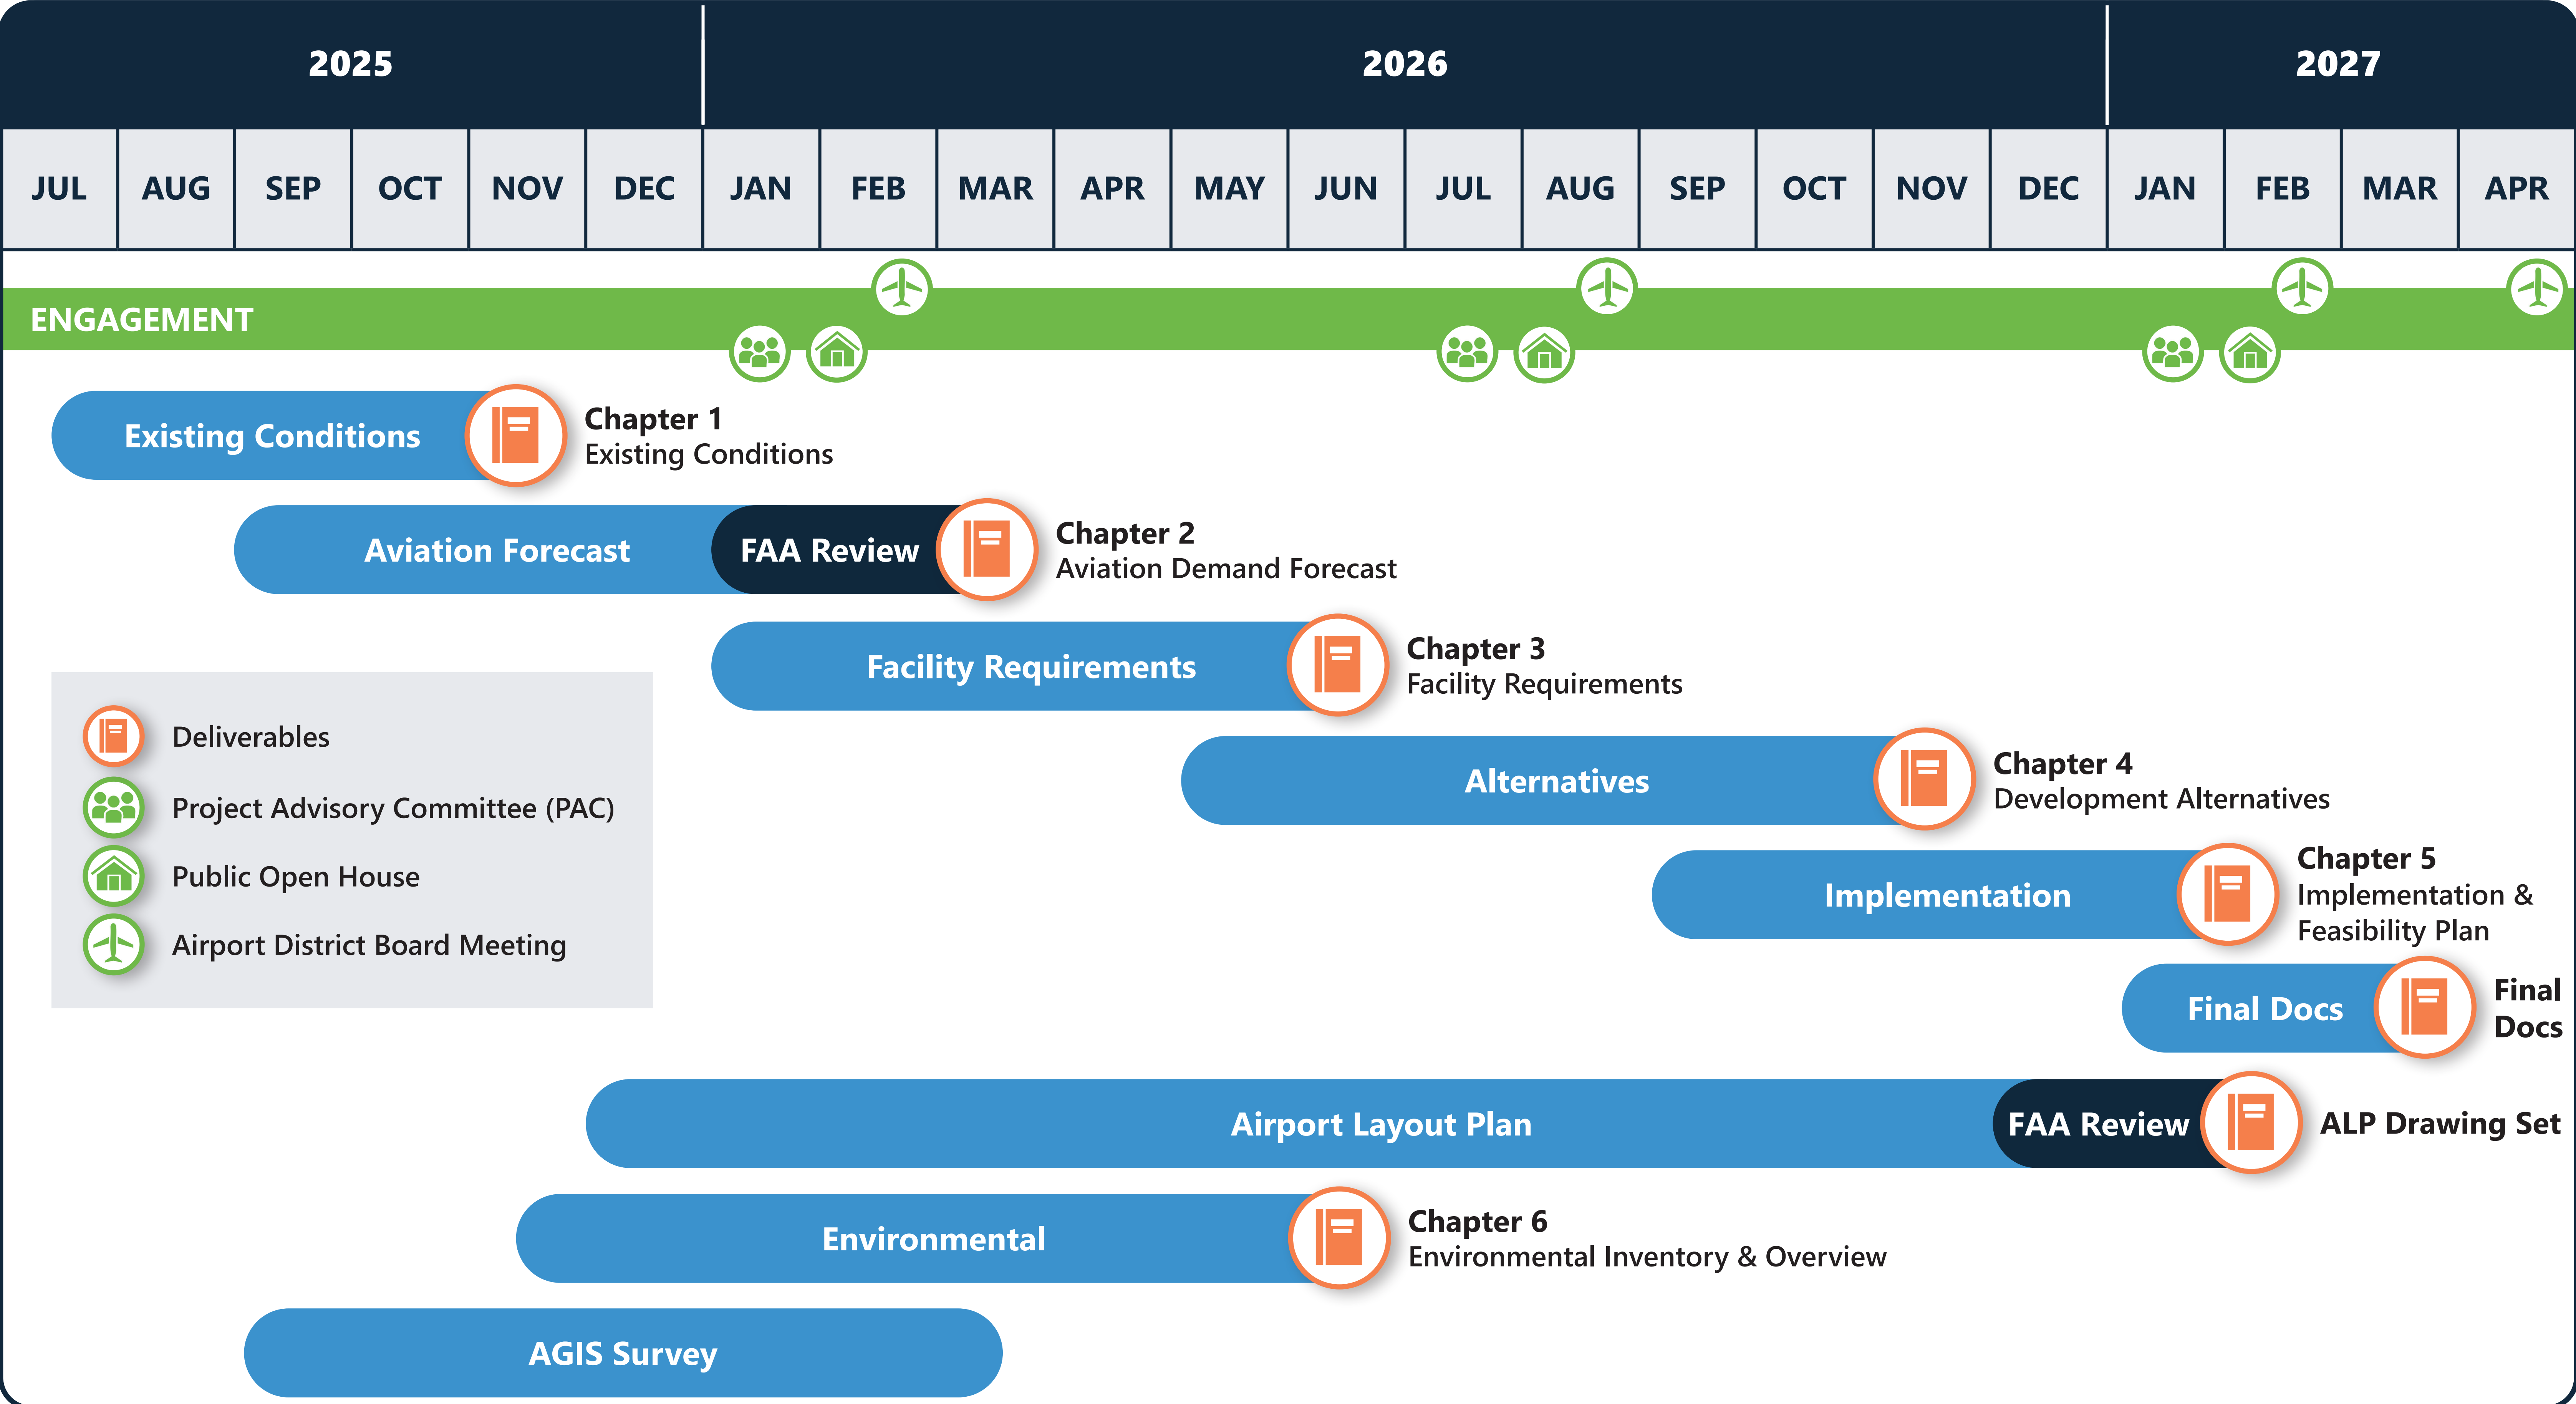 2025 2026 2027
JUL AUG SEP OCT NOV DEC JAN FEB MAR APR MAY JUN JUL AUG SEP OCT NOV DEC JAN FEB MAR APR
ENGAGEMENT
Existing Conditions
Chapter 1
Existing Conditions
Aviation Forecast
FAA Review
Chapter 2
Aviation Demand Forecast
Facility Requirements
Chapter 3
Facility Requirements
Deliverables
Project Advisory Committee (PAC)
Public Open House
Airport District Board Meeting
Alternatives
Chapter 4
Development Alternatives
Implementation
Chapter 5
Implementation &
Feasibility Plan
Final Docs
Final
Docs
Airport Layout Plan
FAA Review
ALP Drawing Set
Environmental
Chapter 6
Environmental Inventory & Overview
AGIS Survey